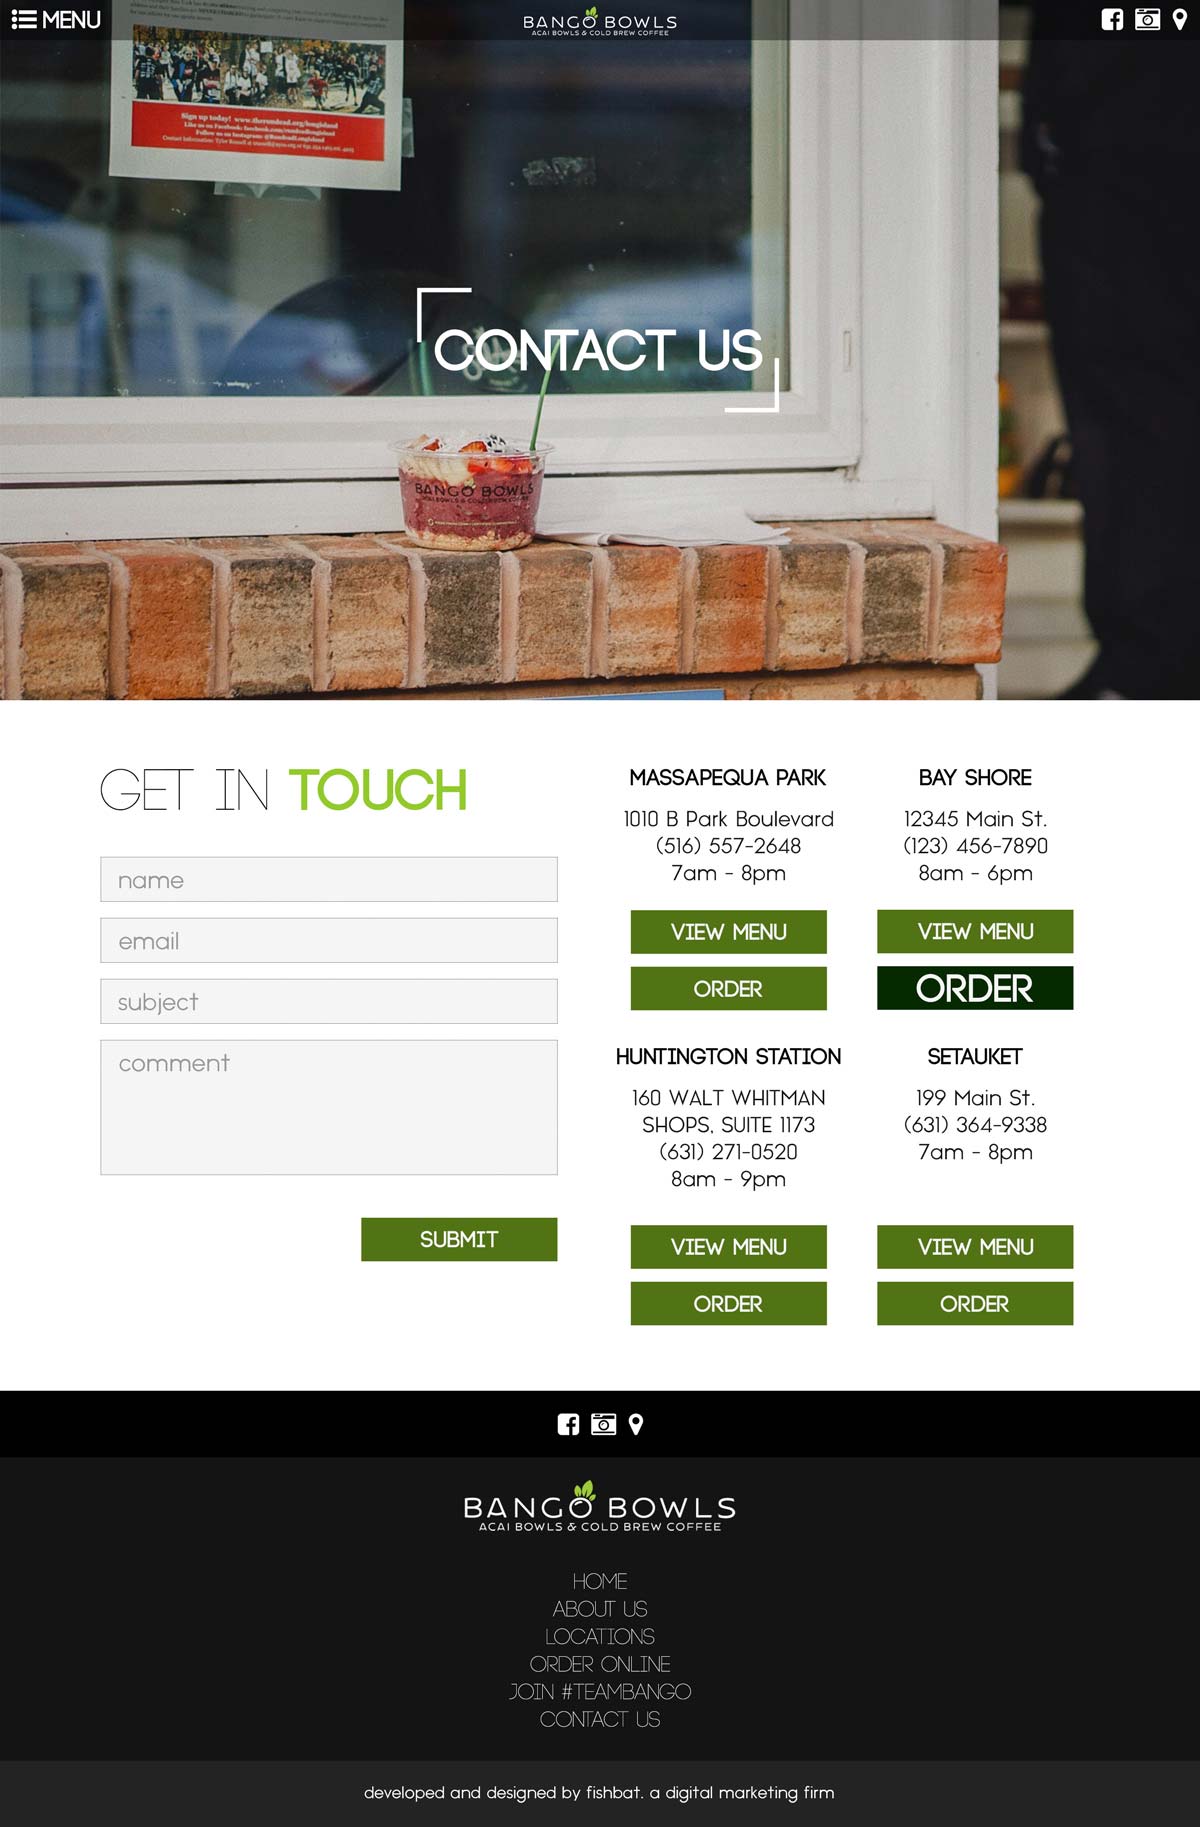 MENU
BANGO BOWLS
ACAI BOWLS & COLD BREW COFFEE
Sign up today! www.therundead.org/longisland
Like us on Facebook: facebook.com/rundeadlongisland
Follow us on Instagram: @RundeadLongIsland
CONTACT US
BANGO BOWLS
ACAI BOWLS & COLD BREW COFFEE
GET IN TOUCH
name
email
subject
comment
SUBMIT
MASSAPEQUA PARK
1010 B Park Boulevard
(516) 557-2648
7am - 8pm
VIEW MENU
ORDER
BAY SHORE
12345 Main St.
(123) 456-7890
8am - 6pm
VIEW MENU
ORDER
HUNTINGTON STATION
160 WALT WHITMAN
SHOPS, SUITE 1173
(631) 271-0520
8am - 9pm
VIEW MENU
ORDER
SETAUKET
199 Main St.
(631) 364-9338
7am - 8pm
VIEW MENU
ORDER
BANGO BOWLS
ACAI BOWLS & COLD BREW COFFEE
HOME
ABOUT US
LOCATIONS
ORDER ONLINE
JOIN #TEAMBANGO
CONTACT US
developed and designed by fishbat. a digital marketing firm